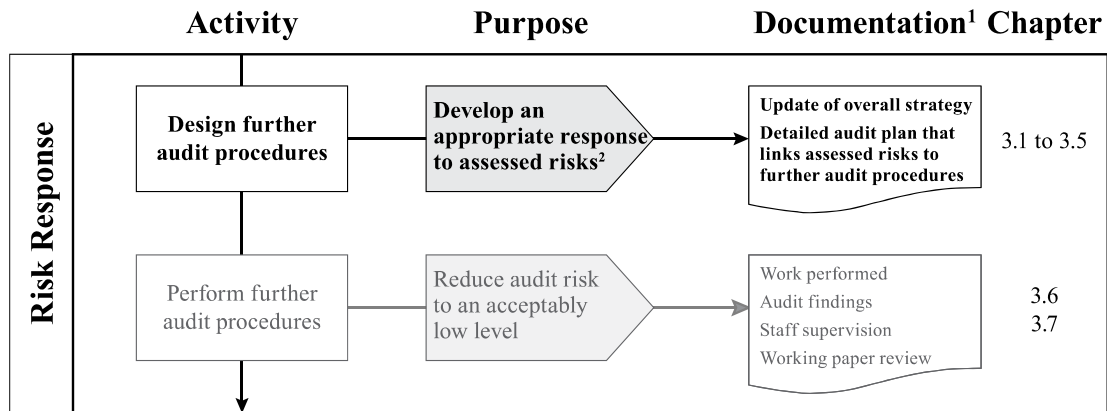 Activity Purpose Documentation¹ Chapter
Risk Response
Design further
audit procedures
Develop an
appropriate response
to assessed risks²
Update of overall strategy
Detailed audit plan that
links assessed risks to
further audit procedures
3.1 to 3.5
Perform further
audit procedures
Reduce audit risk
to an acceptably
low level
Work performed
Audit findings
Staff supervision
Working paper review
3.6
3.7